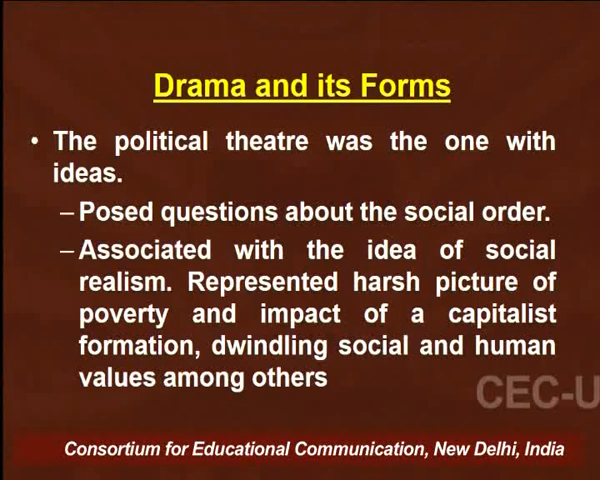 Drama and its Forms
• The political theatre was the one with
ideas.
– Posed questions about the social order.
– Associated with the idea of social
realism. Represented harsh picture of
poverty and impact of a capitalist
formation, dwindling social and human
values among others
CEC-U
Consortium for Educational Communication, New Delhi, India